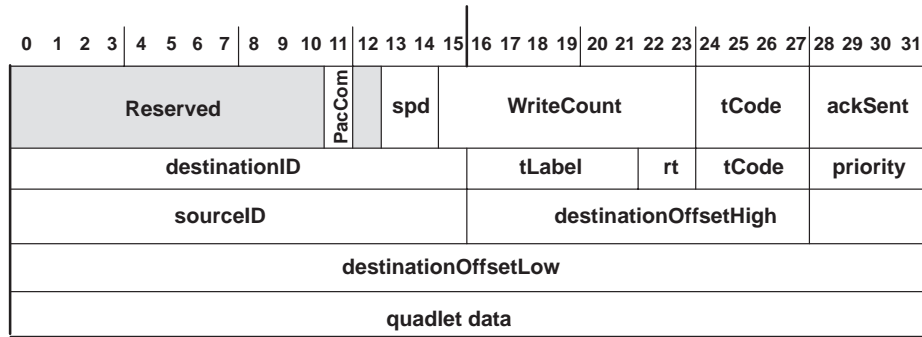 0 1 2 3 4 5 6 7 8 9 10 11 12 13 14 15 16 17 18 19 20 21 22 23 24 25 26 27 28 29 30 31
Reserved PacCom spd WriteCount tCode ackSent
destinationID tLabel rt tCode priority
sourceID destinationOffsetHigh
destinationOffsetLow
quadlet data